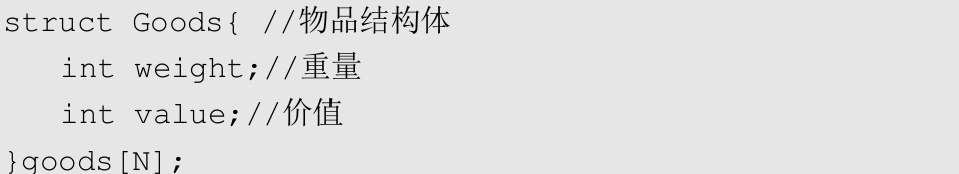 struct Goods{ //物品结构体
   int weight;//重量
   int value;//价值
}goods[N];